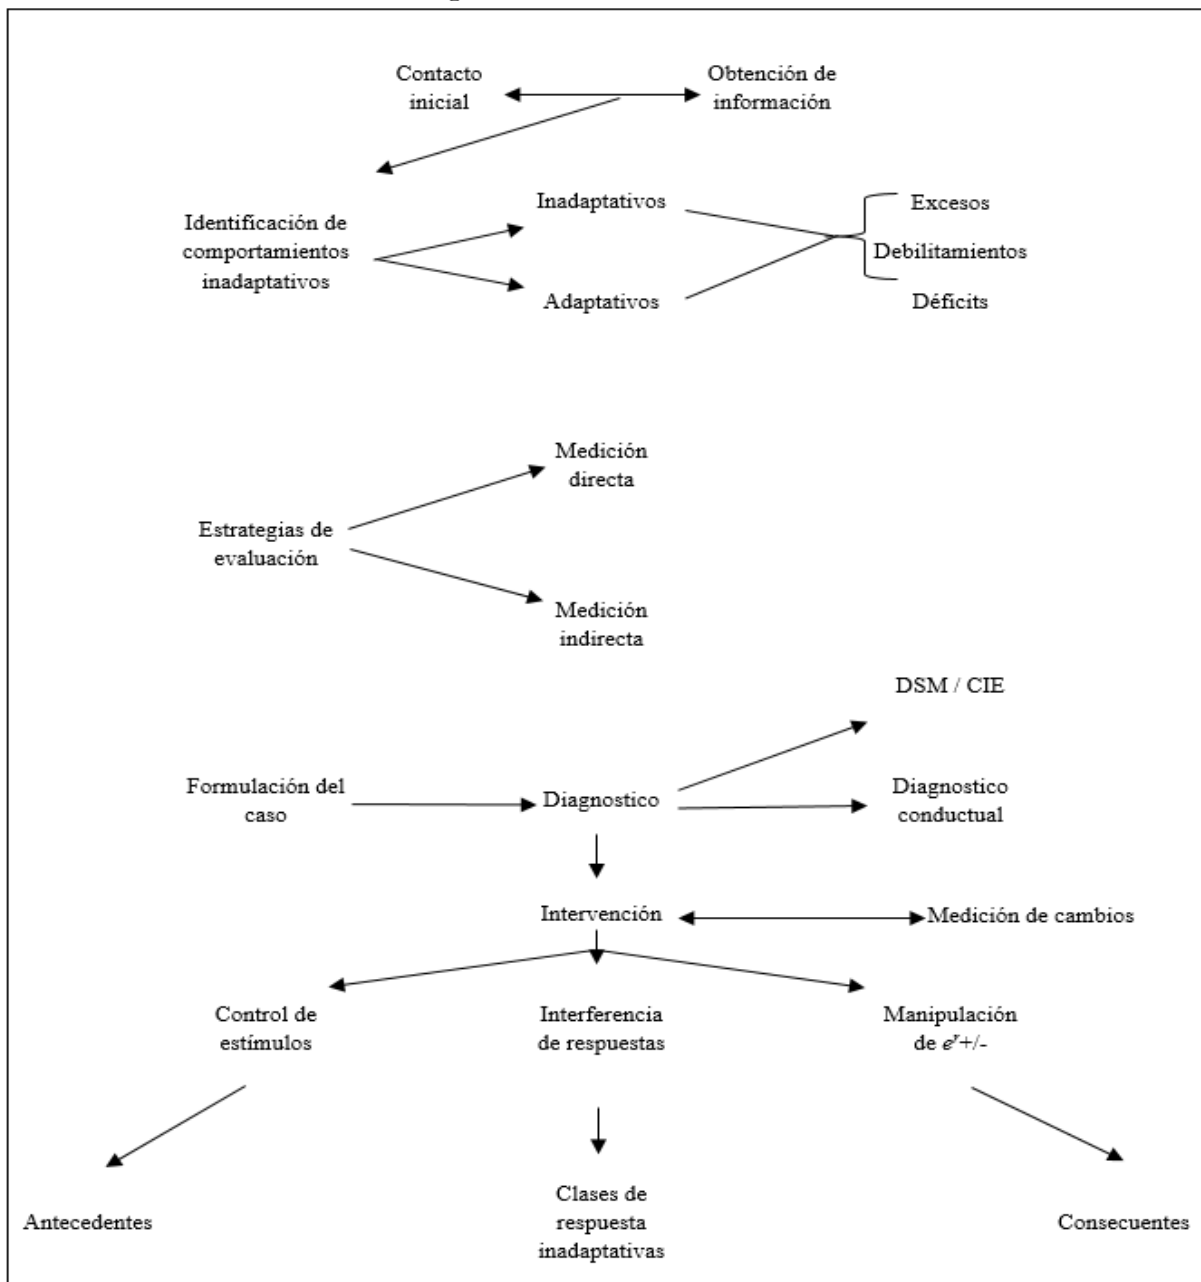 Contacto
inicial
Obtención de
información
Identificación de
comportamientos
inadaptativos
Inadaptativos
Adaptativos
Excesos
Debilitamientos
Déficits
Estrategias de
evaluación
Medición
directa
Medición
indirecta
DSM / CIE
Formulación del
caso
Diagnostico
Diagnostico
conductual
Intervención
Medición de cambios
Control de
estímulos
Interferencia
de respuestas
Manipulación
de eʳ+/-
Antecedentes
Clases de
respuesta
inadaptativas
Consecuentes